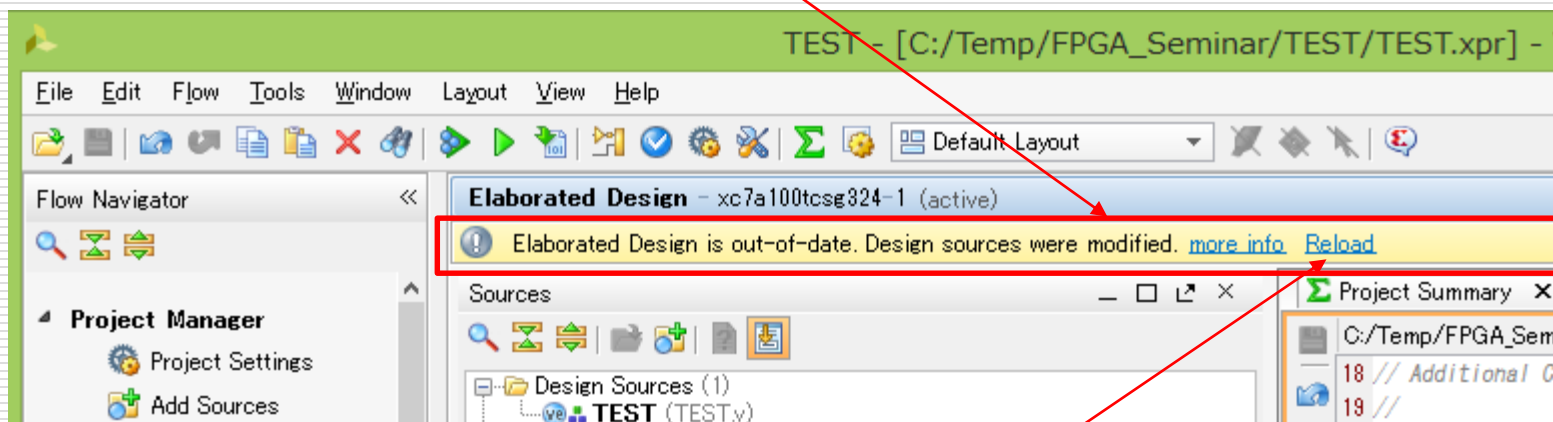 TEST - [C:/Temp/FPGA_Seminar/TEST/TEST.xpr] -
File Edit Flow Tools Window Layout View Help
Default Layout
Flow Navigator
Elaborated Design - xc7a100tcsg324-1 (active)
Elaborated Design is out-of-date. Design sources were modified. more info Reload
Sources
Project Summary
Project Manager
Project Settings
Add Sources
Design Sources (1)
TEST (TEST.v)
C:/Temp/FPGA_Sem
18 // Additional C
19 //